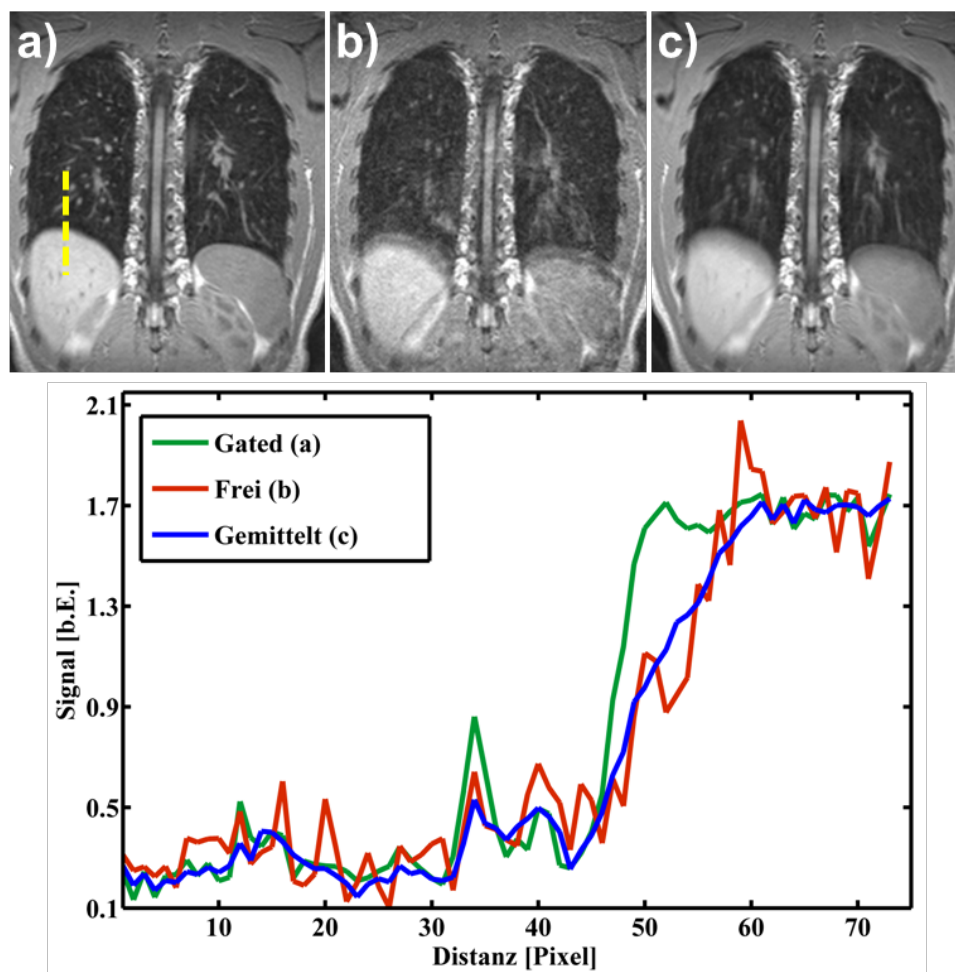 a) b) c)
2.1
1.7
1.3
0.9
0.5
0.1
Signal [b.E.]
Gated (a)
Frei (b)
Gemittelt (c)
10 20 30 40 50 60 70
Distanz [Pixel]